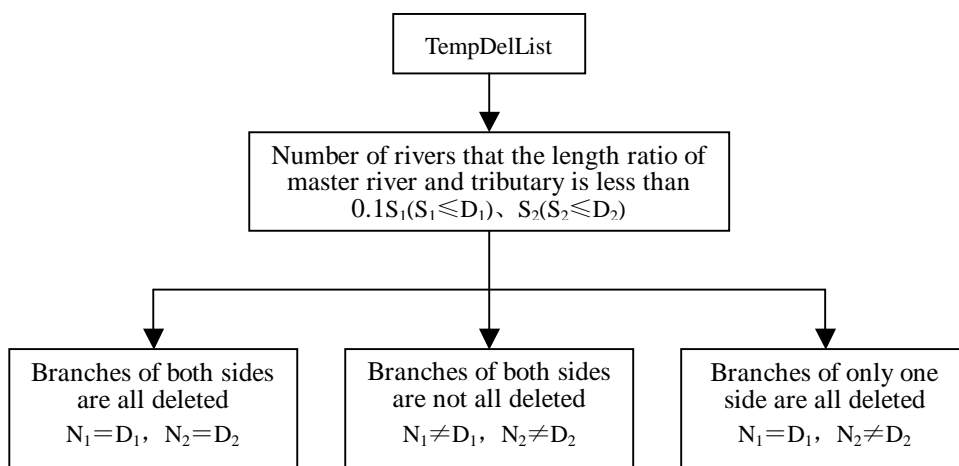 TempDelList
Number of rivers that the length ratio of
master river and tributary is less than
0.1S₁(S₁≤D₁)、S₂(S₂≤D₂)
Branches of both sides
are all deleted
N₁=D₁, N₂=D₂
Branches of both sides
are not all deleted
N₁≠D₁, N₂≠D₂
Branches of only one
side are all deleted
N₁=D₁, N₂≠D₂